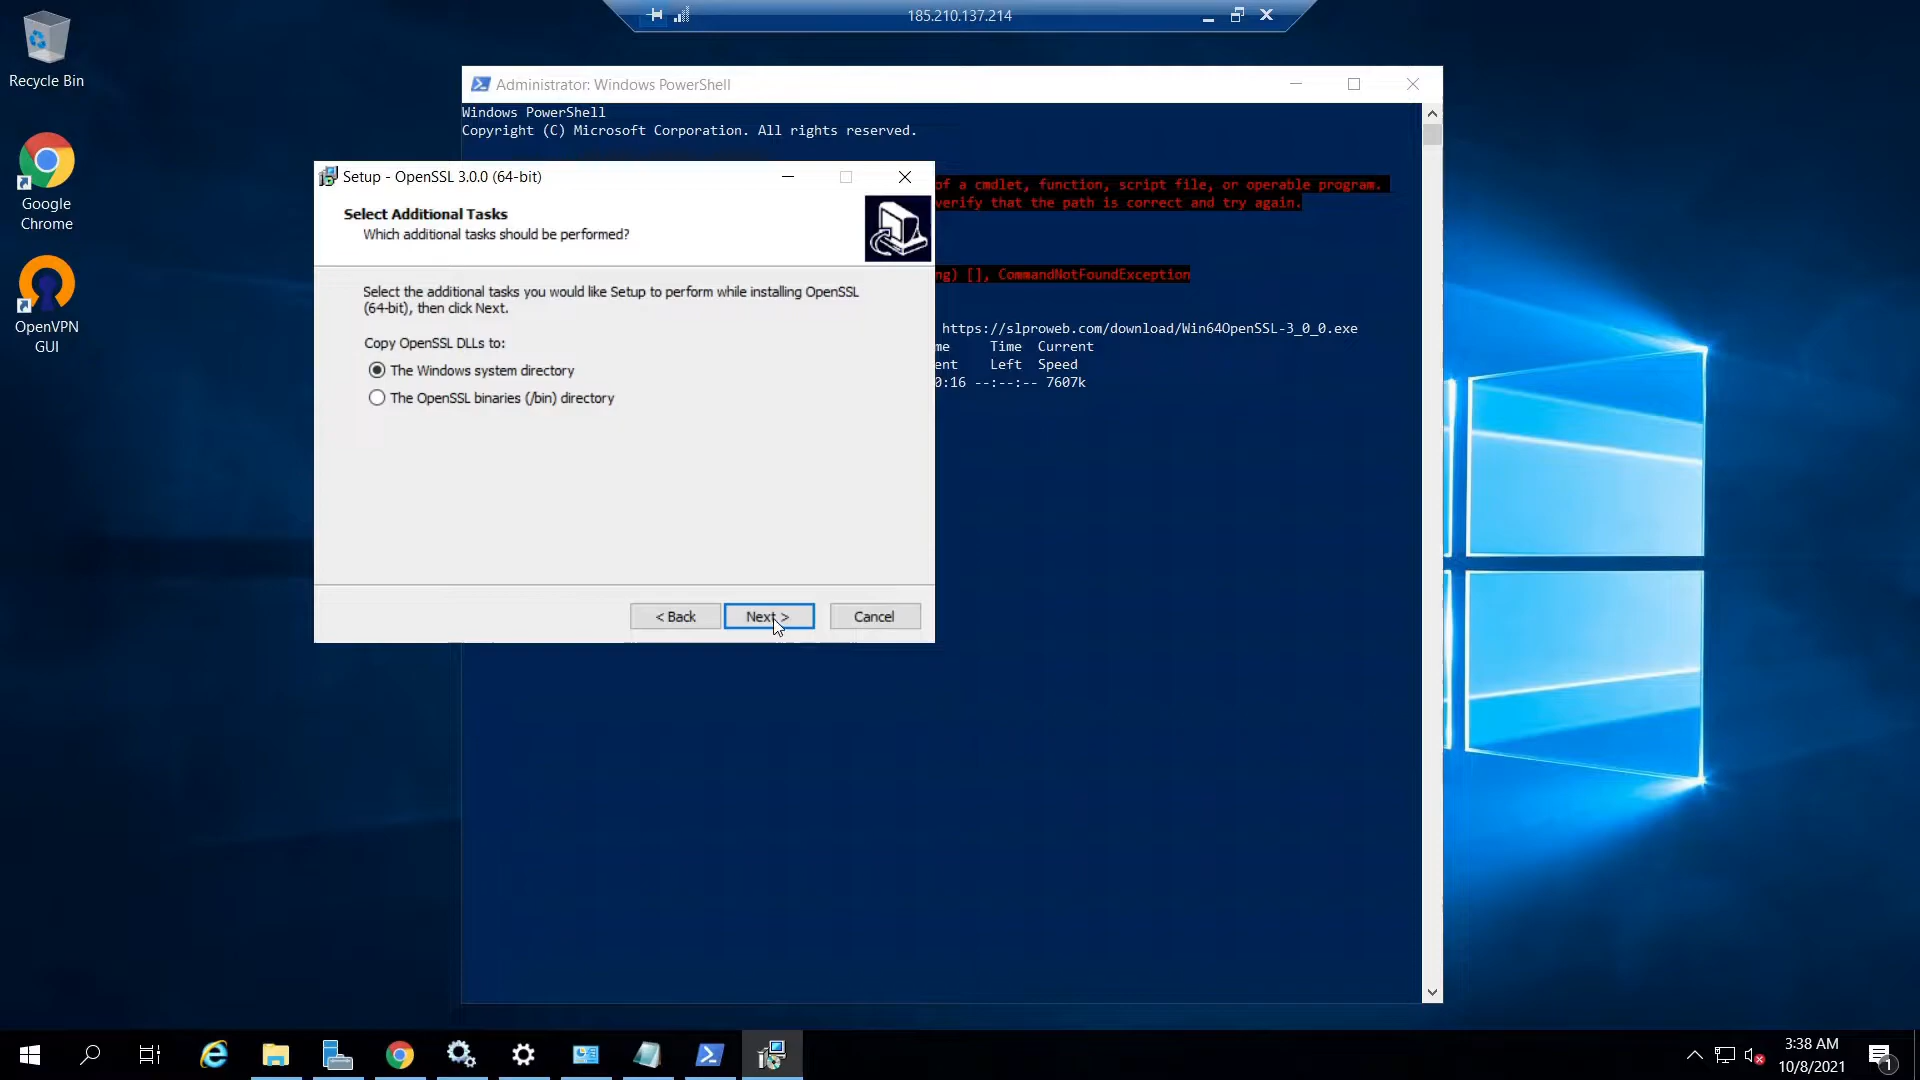 185.210.137.214
Recycle Bin
Google
Chrome
OpenVPN
GUI
Administrator: Windows PowerShell
Windows PowerShell
Copyright (C) Microsoft Corporation. All rights reserved.
of a cmdlet, function, script file, or operable program.
verify that the path is correct and try again.
ng) [], CommandNotFoundException
https://slproweb.com/download/Win64OpenSSL-3_0_0.exe
me Time Current
ent Left Speed
0:16 --:--:-- 7607k
Setup - OpenSSL 3.0.0 (64-bit)
Select Additional Tasks
Which additional tasks should be performed?
Select the additional tasks you would like Setup to perform while installing OpenSSL
(64-bit), then click Next.
Copy OpenSSL DLLs to:
The Windows system directory
The OpenSSL binaries (/bin) directory
< Back
Next >
Cancel
3:38 AM
10/8/2021
1